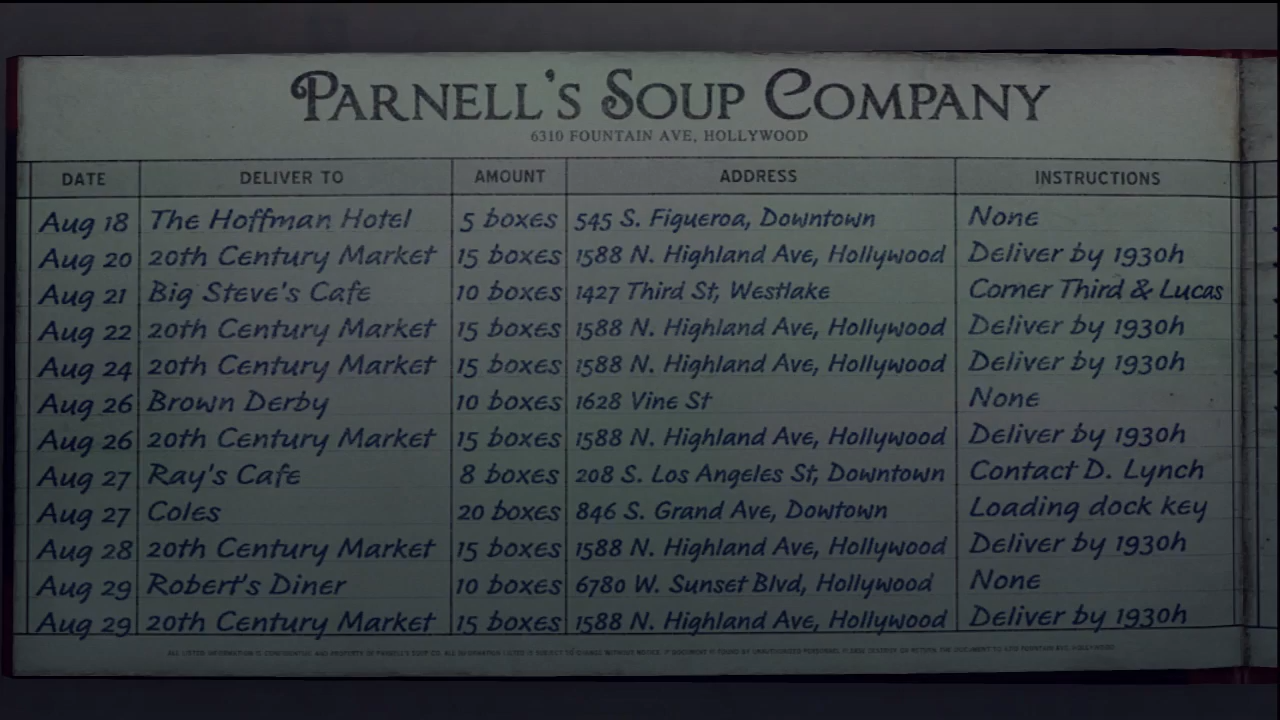 PARNELL'S SOUP COMPANY
6310 FOUNTAIN AVE, HOLLYWOOD
DATE DELIVER TO AMOUNT ADDRESS INSTRUCTIONS
Aug 18 The Hoffman Hotel 5 boxes 545 S. Figueroa, Downtown None
Aug 20 20th Century Market 15 boxes 1588 N. Highland Ave, Hollywood Deliver by 1930h
Aug 21 Big Steve's Cafe 10 boxes 1427 Third St, Westlake Corner Third & Lucas
Aug 22 20th Century Market 15 boxes 1588 N. Highland Ave, Hollywood Deliver by 1930h
Aug 24 20th Century Market 15 boxes 1588 N. Highland Ave, Hollywood Deliver by 1930h
Aug 26 Brown Derby 10 boxes 1628 Vine St None
Aug 26 20th Century Market 15 boxes 1588 N. Highland Ave, Hollywood Deliver by 1930h
Aug 27 Ray's Cafe 8 boxes 208 S. Los Angeles St, Downtown Contact D. Lynch
Aug 27 Coles 20 boxes 846 S. Grand Ave, Dowtown Loading dock key
Aug 28 20th Century Market 15 boxes 1588 N. Highland Ave, Hollywood Deliver by 1930h
Aug 29 Robert's Diner 10 boxes 6780 W. Sunset Blvd, Hollywood None
Aug 29 20th Century Market 15 boxes 1588 N. Highland Ave, Hollywood Deliver by 1930h